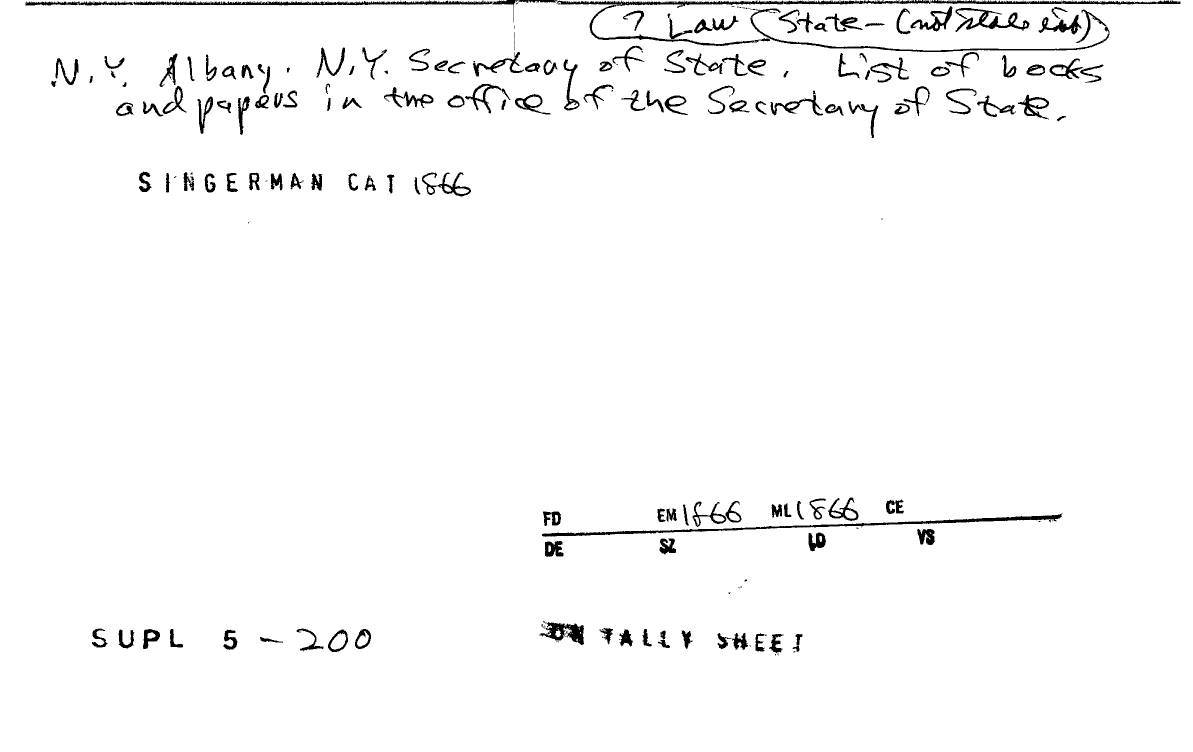 (? Law (State – (not
N.Y. Albany. N.Y. Secretary of State. List of books
and papers in the office of the Secretary of State.
SINGERMAN CAT 1866
FD EM 1866 ML 1866 CE
DE SZ LD VS
SUPL 5 – 200
ON TALLY SHEET